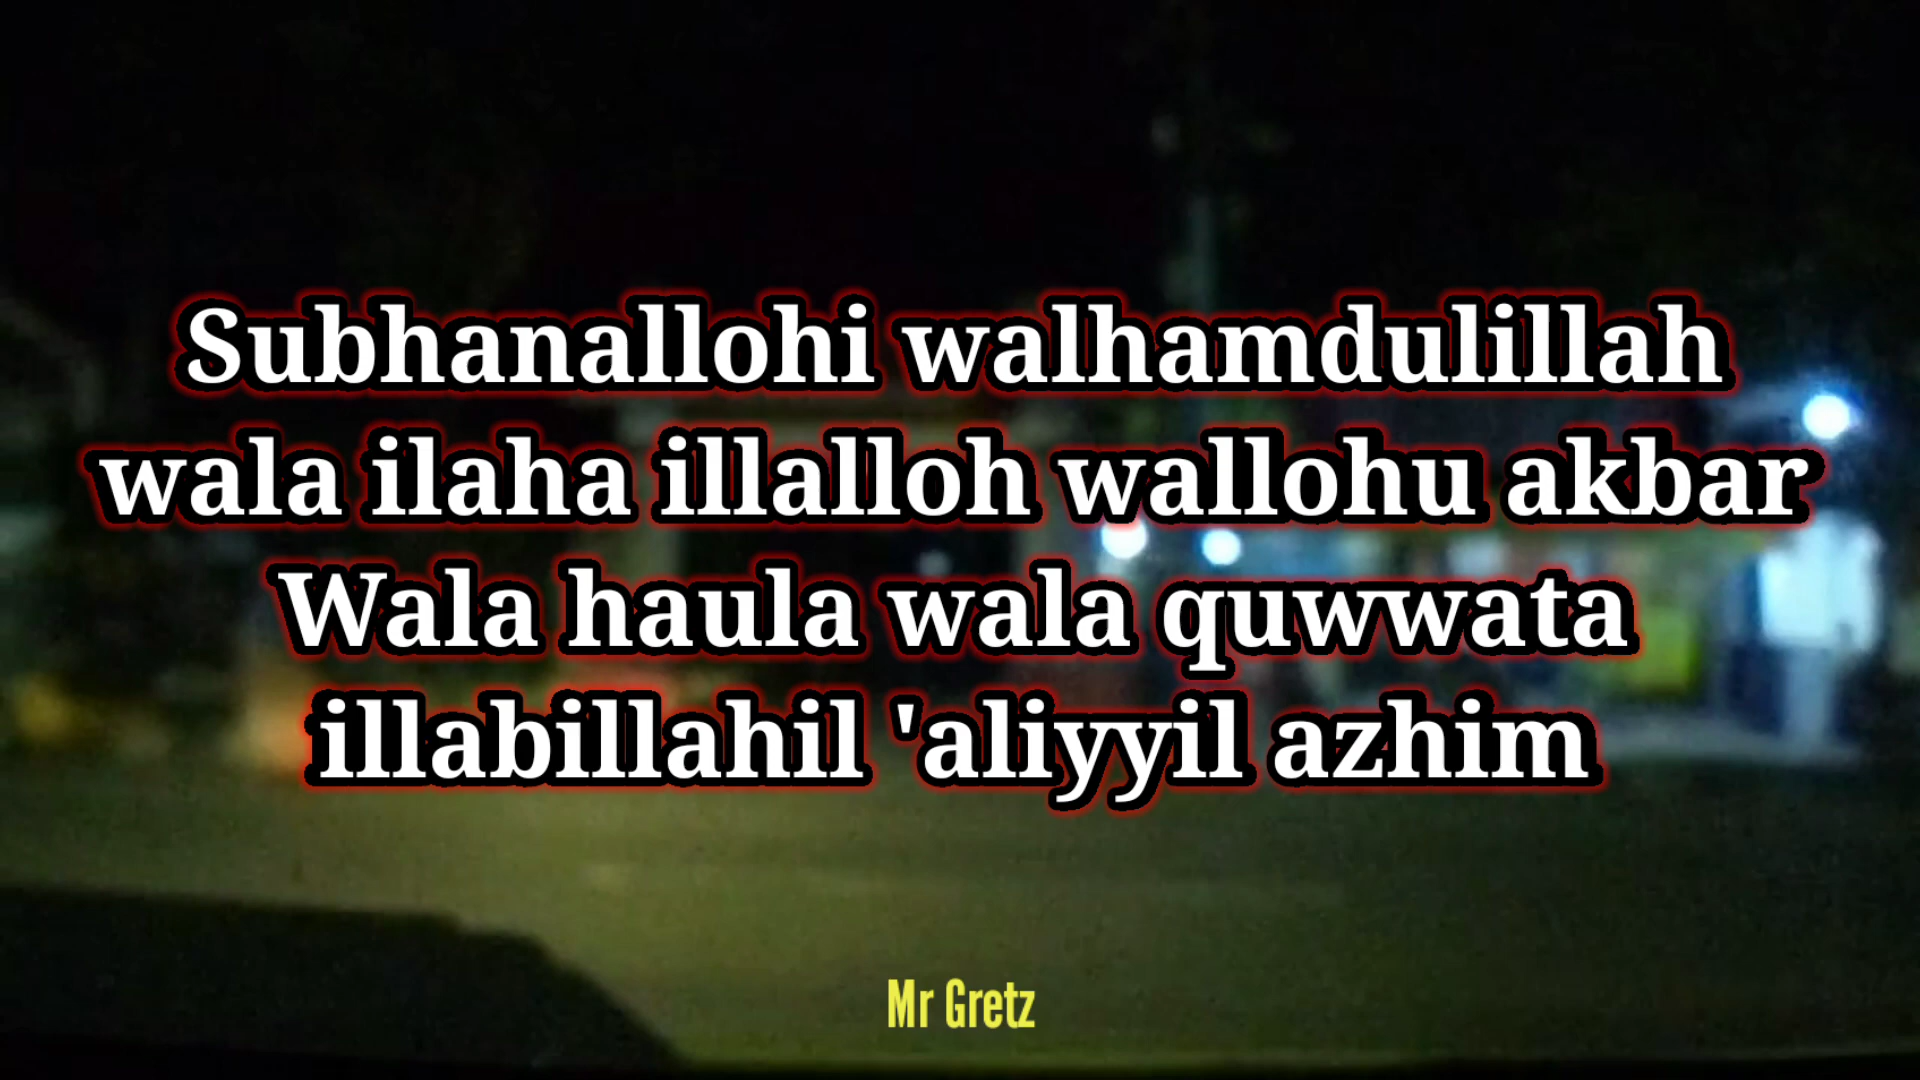 Subhanallohi walhamdulillah
wala ilaha illalloh wallohu akbar
Wala haula wala quwwata
illabillahil 'aliyyil azhim
Mr Gretz